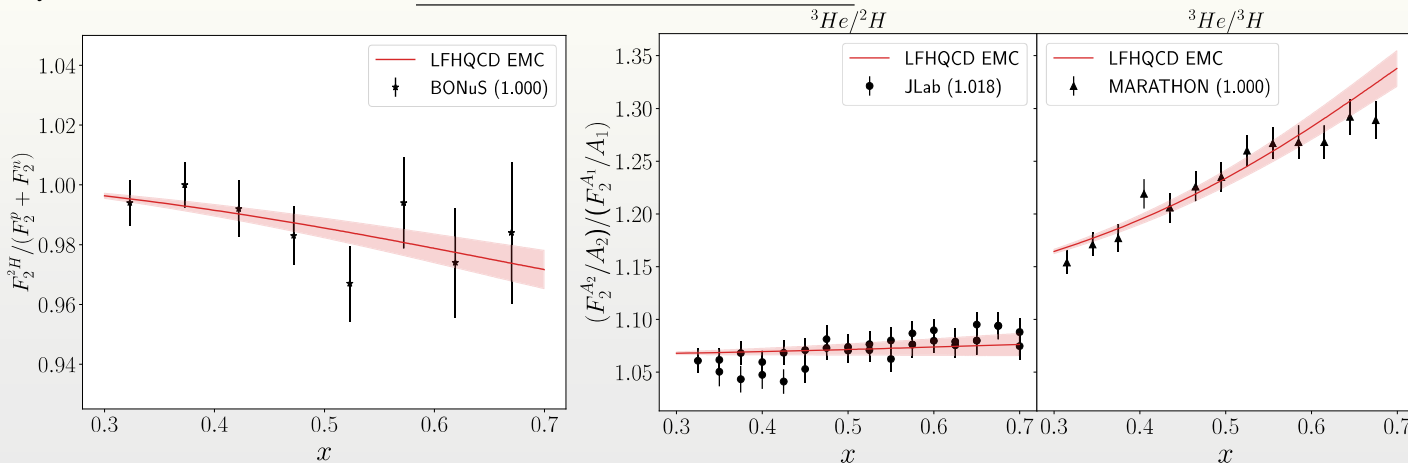 ³He/²H ³He/³H
LFHQCD EMC
BONuS (1.000)
LFHQCD EMC
JLab (1.018)
LFHQCD EMC
MARATHON (1.000)
F₂^{²H}/(F₂^p + F₂^n)
1.04
1.02
1.00
0.98
0.96
0.94
0.3 0.4 0.5 0.6 0.7
x
(F₂^{A₂}/A₂)/(F₂^{A₁}/A₁)
1.35
1.30
1.25
1.20
1.15
1.10
1.05
0.3 0.4 0.5 0.6 0.7
x
0.3 0.4 0.5 0.6 0.7
x